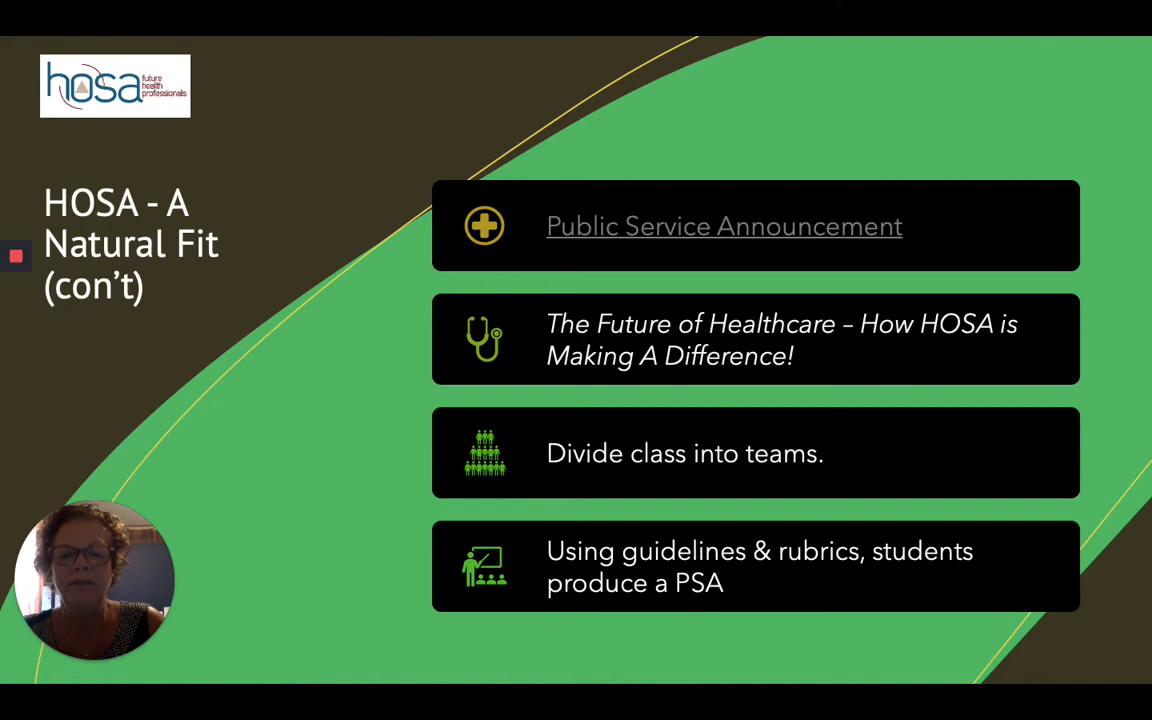 hosa
future
health
professionals
HOSA - A
Natural Fit
(con’t)
Public Service Announcement
The Future of Healthcare – How HOSA is
Making A Difference!
Divide class into teams.
Using guidelines & rubrics, students
produce a PSA